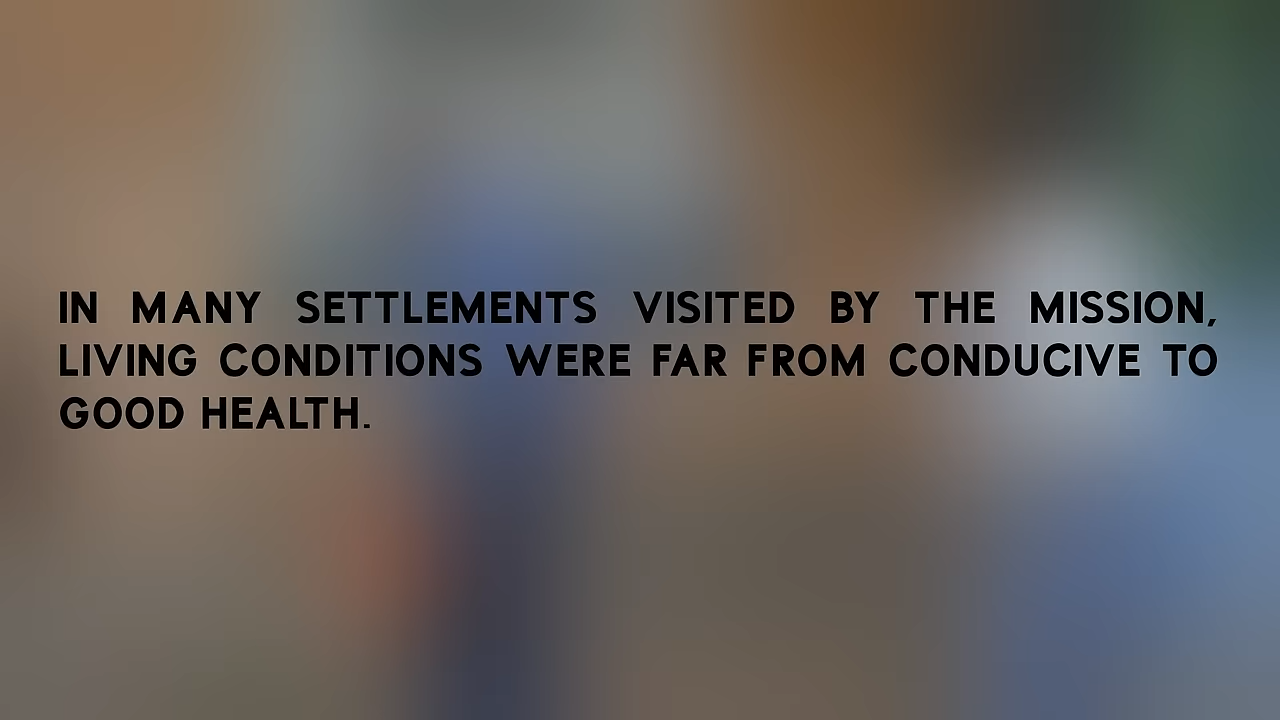 IN MANY SETTLEMENTS VISITED BY THE MISSION,
LIVING CONDITIONS WERE FAR FROM CONDUCIVE TO
GOOD HEALTH.